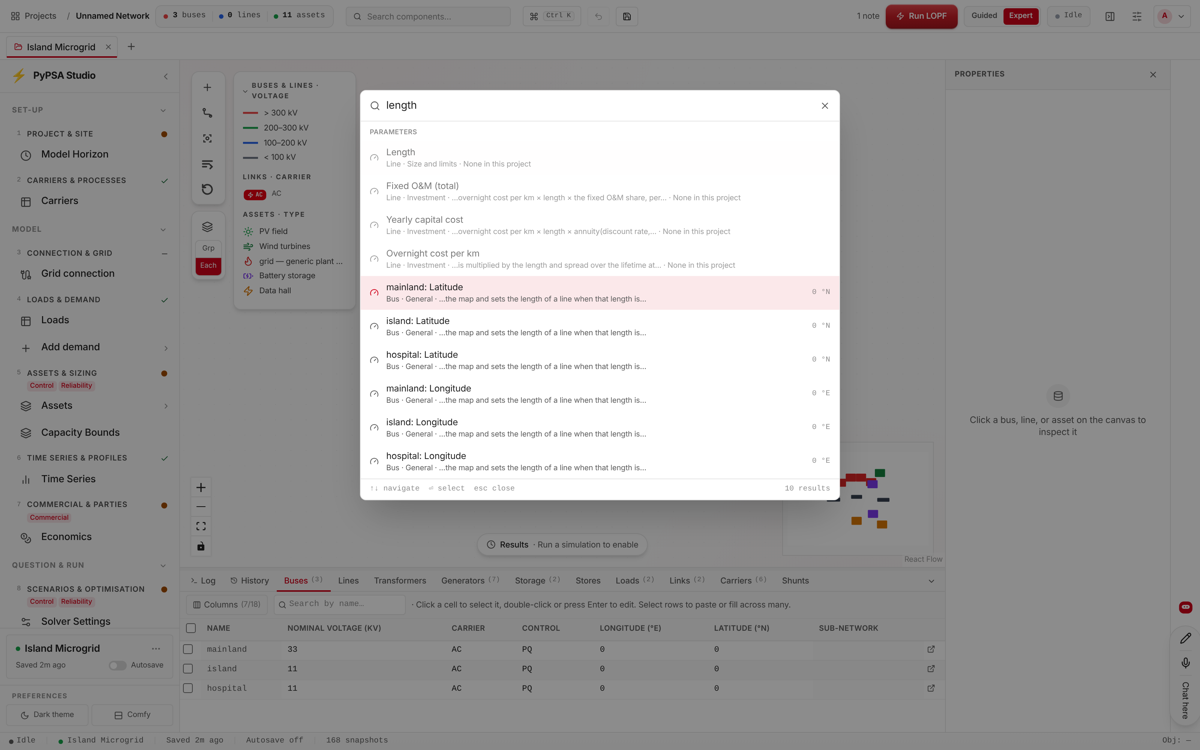 Projects / Unnamed Network 3 buses 0 lines 11 assets Search components... ⌘ Ctrl K 1 note Run LOPF Guided Expert Idle A
Island Microgrid × +
PyPSA Studio
SET-UP
1 PROJECT & SITE
Model Horizon
2 CARRIERS & PROCESSES
Carriers
MODEL
3 CONNECTION & GRID
Grid connection
4 LOADS & DEMAND
Loads
Add demand
5 ASSETS & SIZING
Control Reliability
Assets
Capacity Bounds
6 TIME SERIES & PROFILES
Time Series
7 COMMERCIAL & PARTIES
Commercial
Economics
QUESTION & RUN
8 SCENARIOS & OPTIMISATION
Control Reliability
Solver Settings
Island Microgrid ...
Saved 2m ago Autosave
PREFERENCES
Dark theme Comfy
Grp
Each
BUSES & LINES ·
VOLTAGE
> 300 kV
200–300 kV
100–200 kV
< 100 kV
LINKS · CARRIER
AC AC
ASSETS · TYPE
PV field
Wind turbines
grid — generic plant ...
Battery storage
Data hall
length
PARAMETERS
Length
Line · Size and limits · None in this project
Fixed O&M (total)
Line · Investment · ...overnight cost per km × length × the fixed O&M share, per... · None in this project
Yearly capital cost
Line · Investment · ...overnight cost per km × length × annuity(discount rate,... · None in this project
Overnight cost per km
Line · Investment · ...is multiplied by the length and spread over the lifetime at... · None in this project
mainland: Latitude 0 °N
Bus · General · ...the map and sets the length of a line when that length is...
island: Latitude 0 °N
Bus · General · ...the map and sets the length of a line when that length is...
hospital: Latitude 0 °N
Bus · General · ...the map and sets the length of a line when that length is...
mainland: Longitude 0 °E
Bus · General · ...the map and sets the length of a line when that length is...
island: Longitude 0 °E
Bus · General · ...the map and sets the length of a line when that length is...
hospital: Longitude 0 °E
Bus · General · ...the map and sets the length of a line when that length is...
↑↓ navigate ⏎ select esc close 10 results
PROPERTIES
Click a bus, line, or asset on the canvas to
inspect it
Results · Run a simulation to enable
React Flow
Log History Buses (3) Lines Transformers Generators (7) Storage (2) Stores Loads (2) Links (2) Carriers (6) Shunts
Columns (7/18) Search by name… · Click a cell to select it, double-click or press Enter to edit. Select rows to paste or fill across many.
NAME NOMINAL VOLTAGE (KV) CARRIER CONTROL LONGITUDE (°E) LATITUDE (°N) SUB-NETWORK
mainland 33 AC PQ 0 0
island 11 AC PQ 0 0
hospital 11 AC PQ 0 0
Chat here
Idle Island Microgrid Saved 2m ago Autosave off 168 snapshots Obj: —